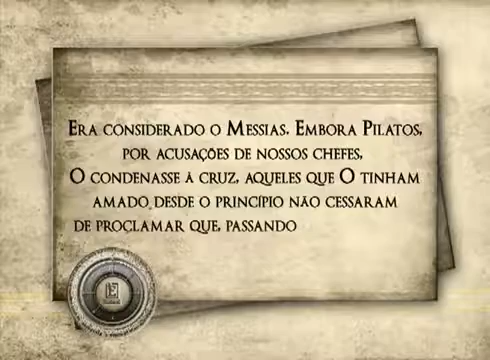 Era considerado o Messias. Embora Pilatos,
por acusações de nossos chefes,
O condenasse à cruz, aqueles que O tinham
amado desde o princípio não cessaram
de proclamar que, passando